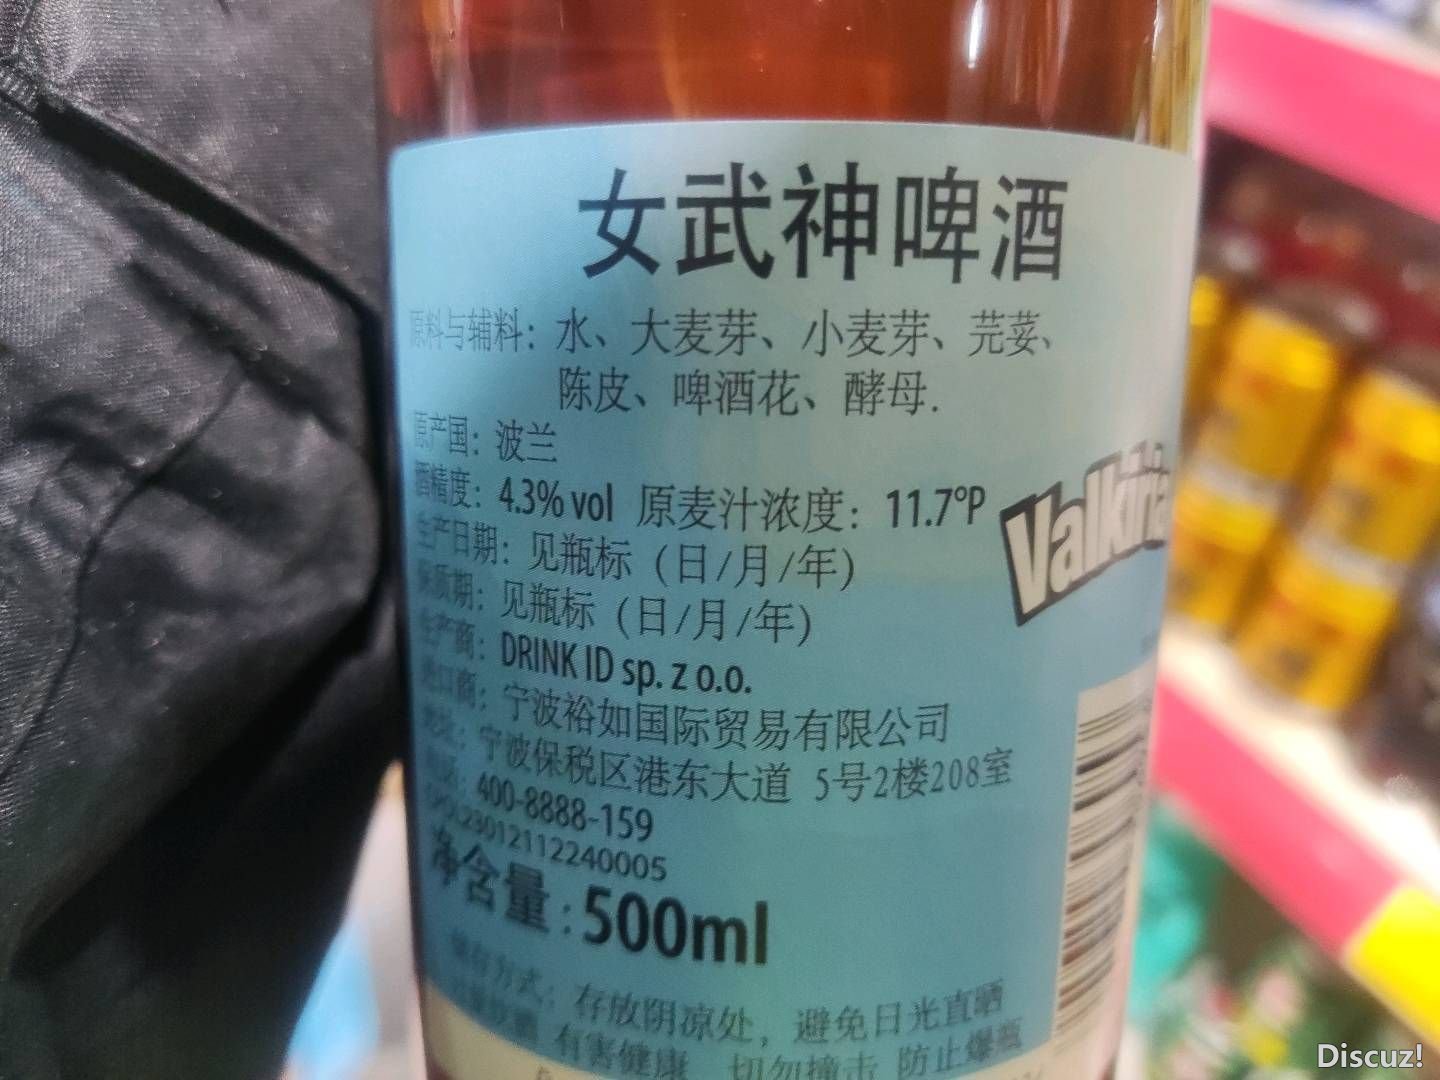 女武神啤酒
原料与辅料：水、大麦芽、小麦芽、芫荽、
陈皮、啤酒花、酵母.
原产国：波兰
酒精度：4.3% vol 原麦汁浓度：11.7°P
生产日期：见瓶标（日/月/年）
保质期：见瓶标（日/月/年）
生产商：DRINK ID sp. z o.o.
进口商：宁波裕如国际贸易有限公司
地址：宁波保税区港东大道 5号2楼208室
400-8888-159
CPOL23012112240005
净含量：500ml
保存方式：存放阴凉处，避免日光直晒
有害健康 切勿撞击 防止爆瓶
Valkiria
Discuz!